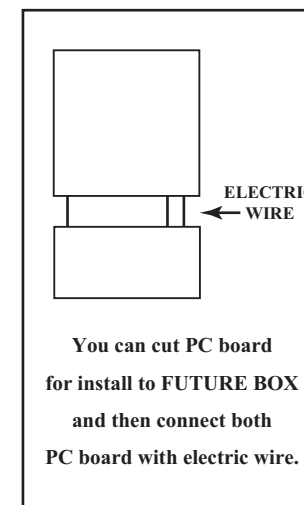 ELECTRI
WIRE
You can cut PC board
for install to FUTURE BOX
and then connect both
PC board with electric wire.